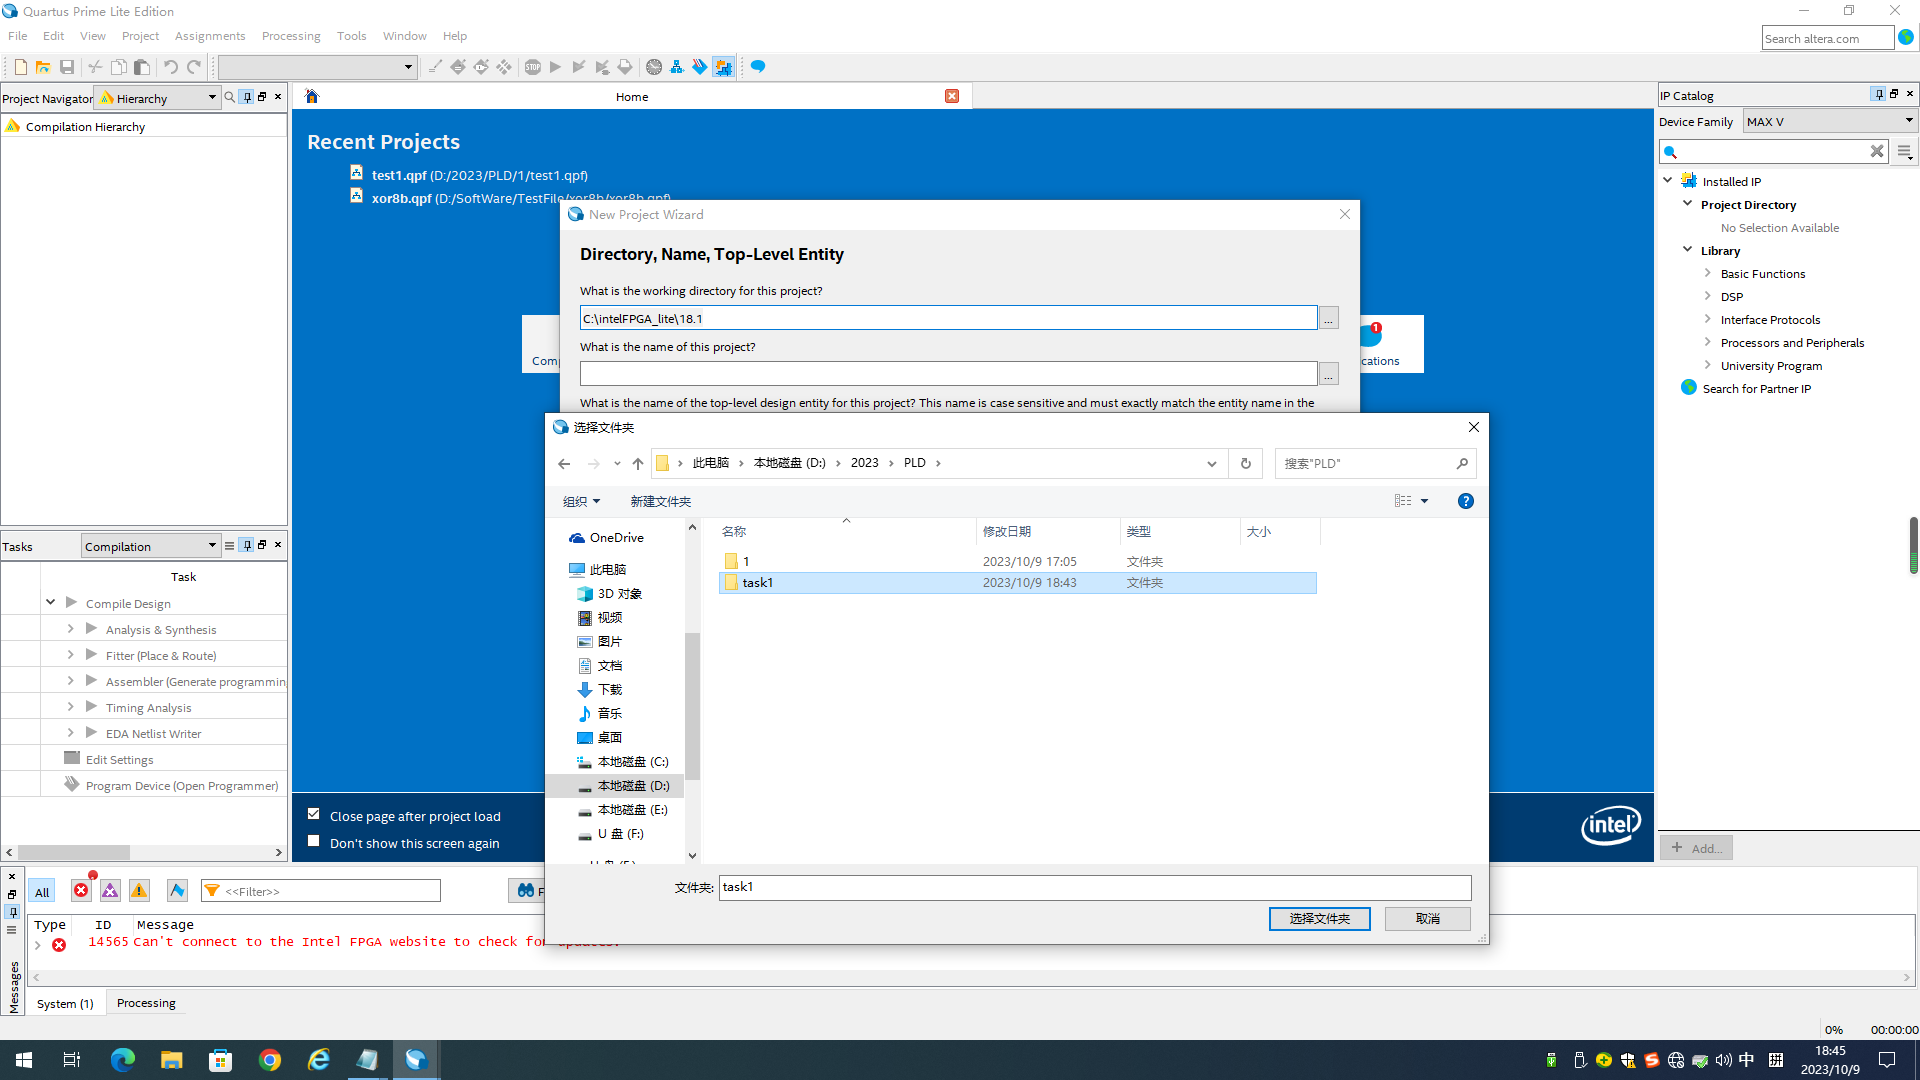 Quartus Prime Lite Edition
File Edit View Project Assignments Processing Tools Window Help
Search altera.com
Project Navigator Hierarchy
Compilation Hierarchy
Home
Recent Projects
test1.qpf (D:/2023/PLD/1/test1.qpf)
xor8b.qpf (D:/SoftWare/TestFile/xor8b/xor8b.qpf)
New Project Wizard
Directory, Name, Top-Level Entity
What is the working directory for this project?
C:\intelFPGA_lite\18.1
...
What is the name of this project?
...
What is the name of the top-level design entity for this project? This name is case sensitive and must exactly match the entity name in the
Com
1
cations
选择文件夹
此电脑 本地磁盘 (D:) 2023 PLD
搜索"PLD"
组织 新建文件夹
名称 修改日期 类型 大小
1 2023/10/9 17:05 文件夹
task1 2023/10/9 18:43 文件夹
OneDrive
此电脑
3D 对象
视频
图片
文档
下载
音乐
桌面
本地磁盘 (C:)
本地磁盘 (D:)
本地磁盘 (E:)
U 盘 (F:)
文件夹: task1
选择文件夹 取消
IP Catalog
Device Family MAX V
Installed IP
Project Directory
No Selection Available
Library
Basic Functions
DSP
Interface Protocols
Processors and Peripherals
University Program
Search for Partner IP
+ Add...
Tasks Compilation
Task
Compile Design
Analysis & Synthesis
Fitter (Place & Route)
Assembler (Generate programmin
Timing Analysis
EDA Netlist Writer
Edit Settings
Program Device (Open Programmer)
Close page after project load
Don't show this screen again
intel
All <<Filter>> F
Type ID Message
14565 Can't connect to the Intel FPGA website to check for updates.
Messages
System (1) Processing
0% 00:00:00
中 拼
18:45
2023/10/9